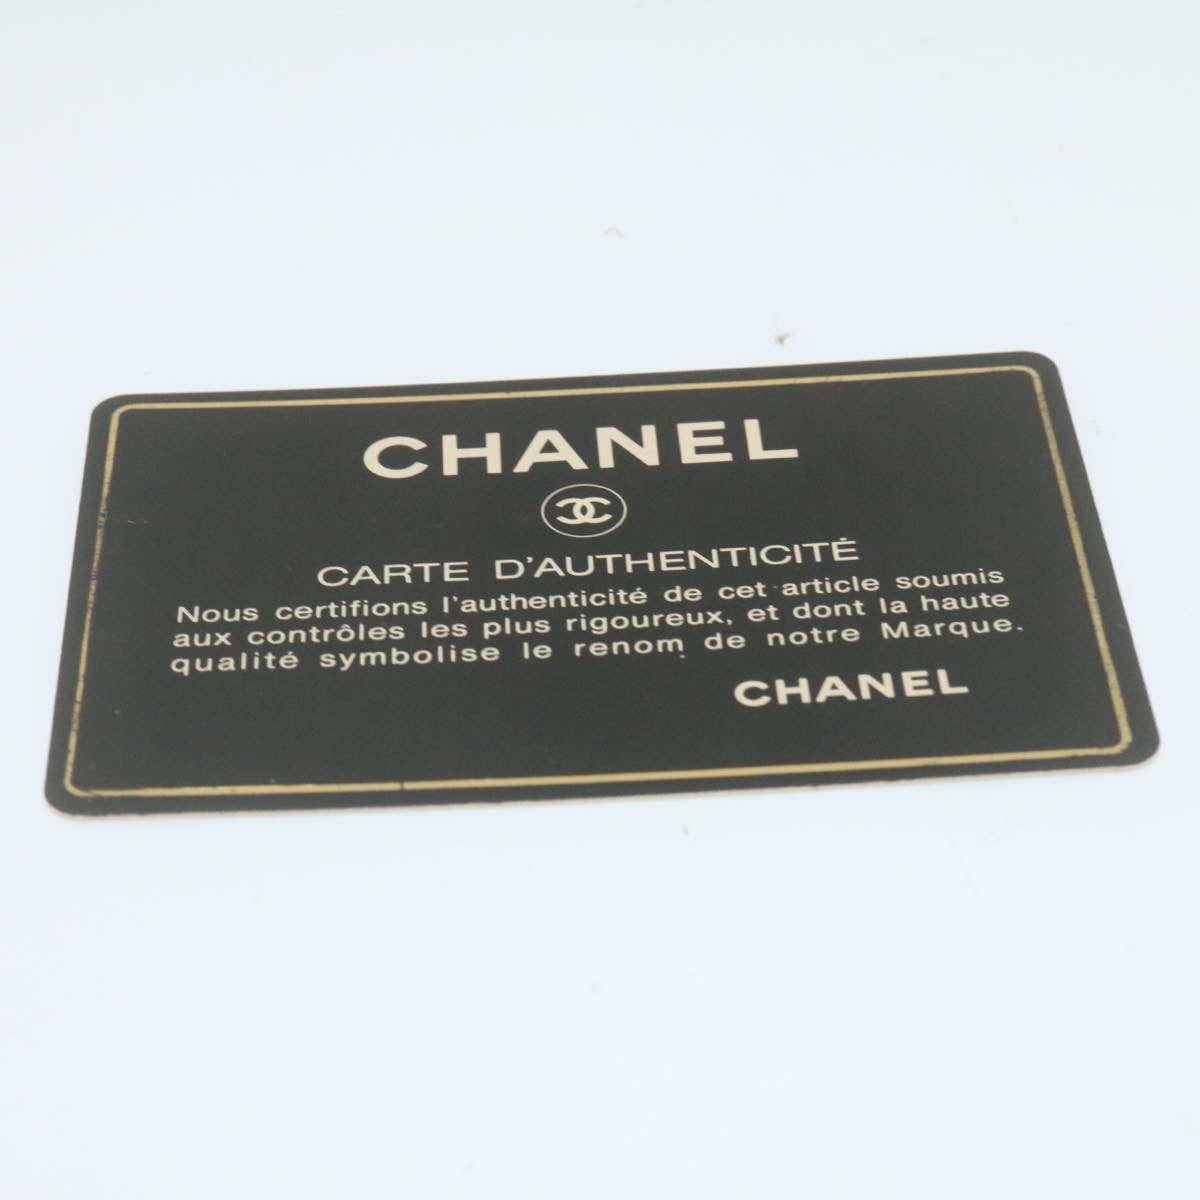 CHANEL
CARTE D'AUTHENTICITÉ
Nous certifions l'authenticité de cet article soumis
aux contrôles les plus rigoureux, et dont la haute
qualité symbolise le renom de notre Marque.
CHANEL